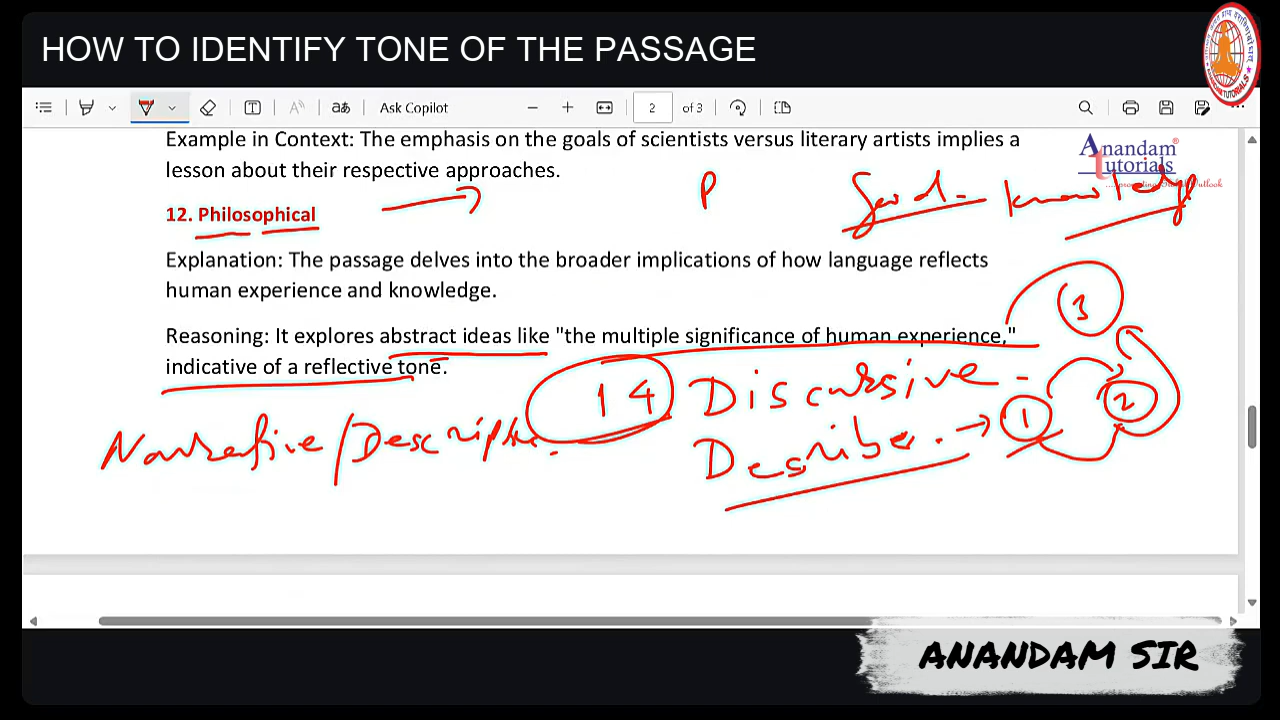 HOW TO IDENTIFY TONE OF THE PASSAGE
Ask Copilot
2 of 3
Example in Context: The emphasis on the goals of scientists versus literary artists implies a
lesson about their respective approaches.
Anandam
tutorials
12. Philosophical
P
knowledge
Explanation: The passage delves into the broader implications of how language reflects
human experience and knowledge.
3
Reasoning: It explores abstract ideas like "the multiple significance of human experience,"
indicative of a reflective tone.
14 Discursive
1 2
Narrative/Descriptive.
ANANDAM SIR